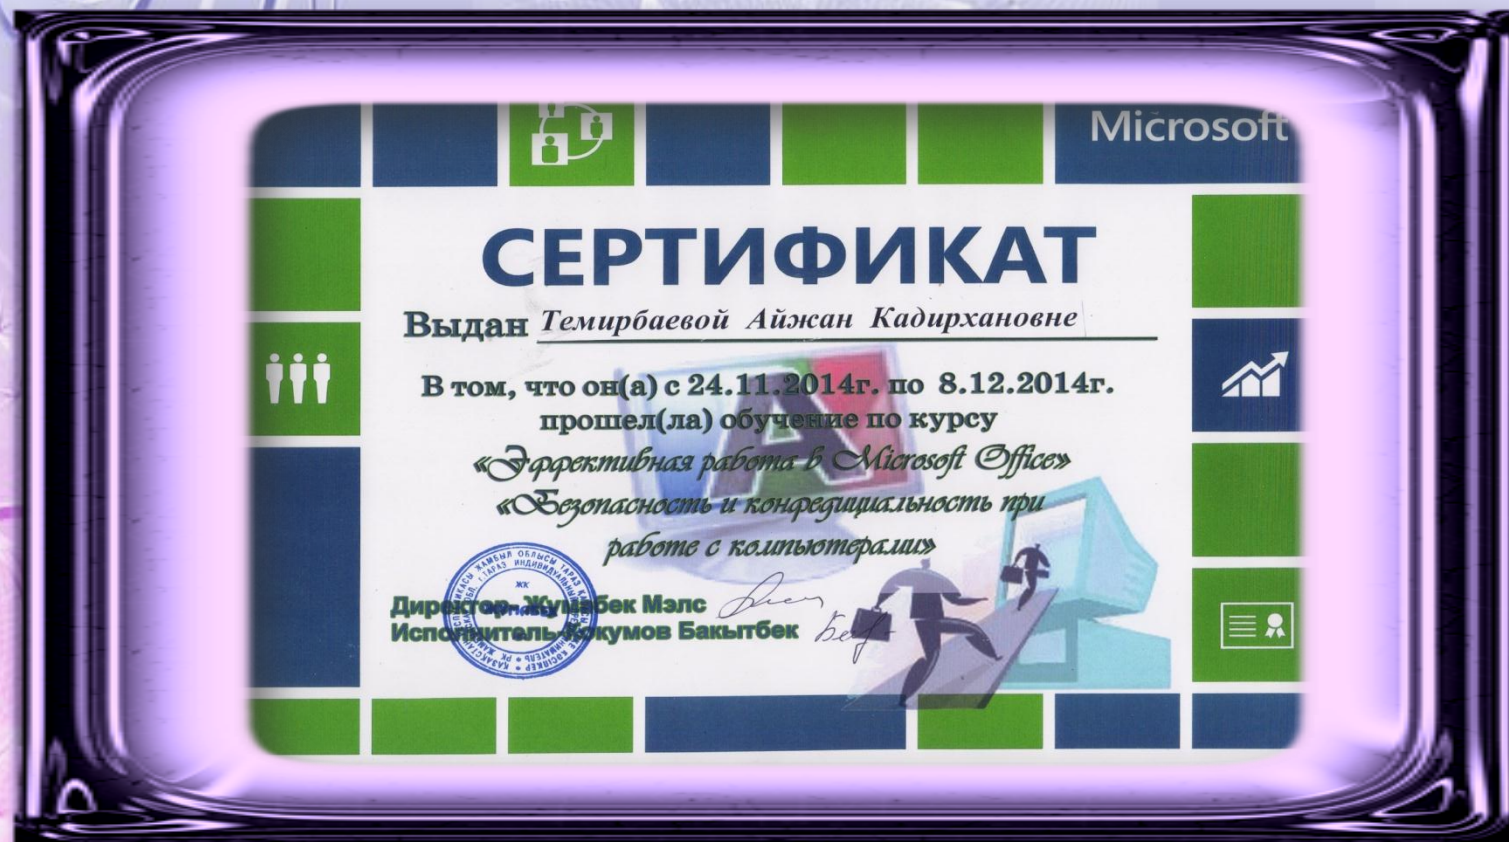 Microsoft
СЕРТИФИКАТ
Выдан Темирбаевой Айжан Кадирхановне
В том, что он(а) с 24.11.2014г. по 8.12.2014г.
прошел(ла) обучение по курсу
«Эффективная работа в Microsoft Office»
«Безопасность и конфедициальность при
работе с компьютерами»
Директор- Жумабек Мэлс
Исполнитель-Кокумов Бакытбек